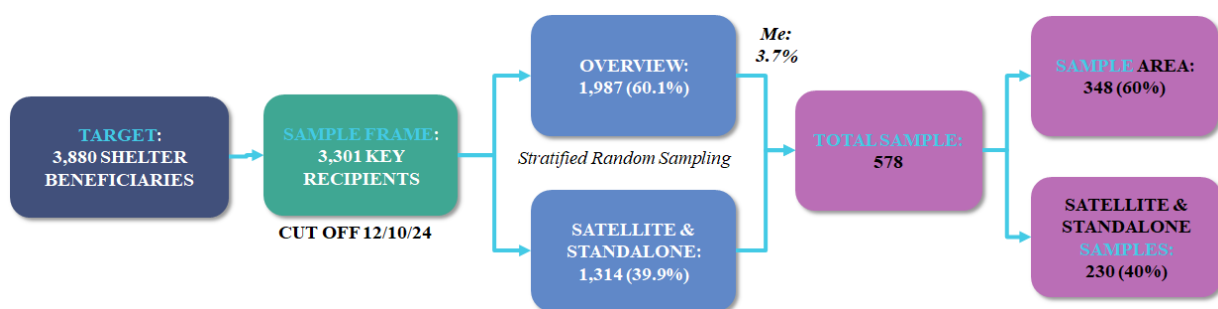 TARGET:
3,880 SHELTER
BENEFICIARIES
SAMPLE FRAME:
3,301 KEY
RECIPIENTS
CUT OFF 12/10/24
OVERVIEW:
1,987 (60.1%)
Stratified Random Sampling
SATELLITE &
STANDALONE:
1,314 (39.9%)
Me:
3.7%
TOTAL SAMPLE:
578
SAMPLE AREA:
348 (60%)
SATELLITE &
STANDALONE
SAMPLES:
230 (40%)